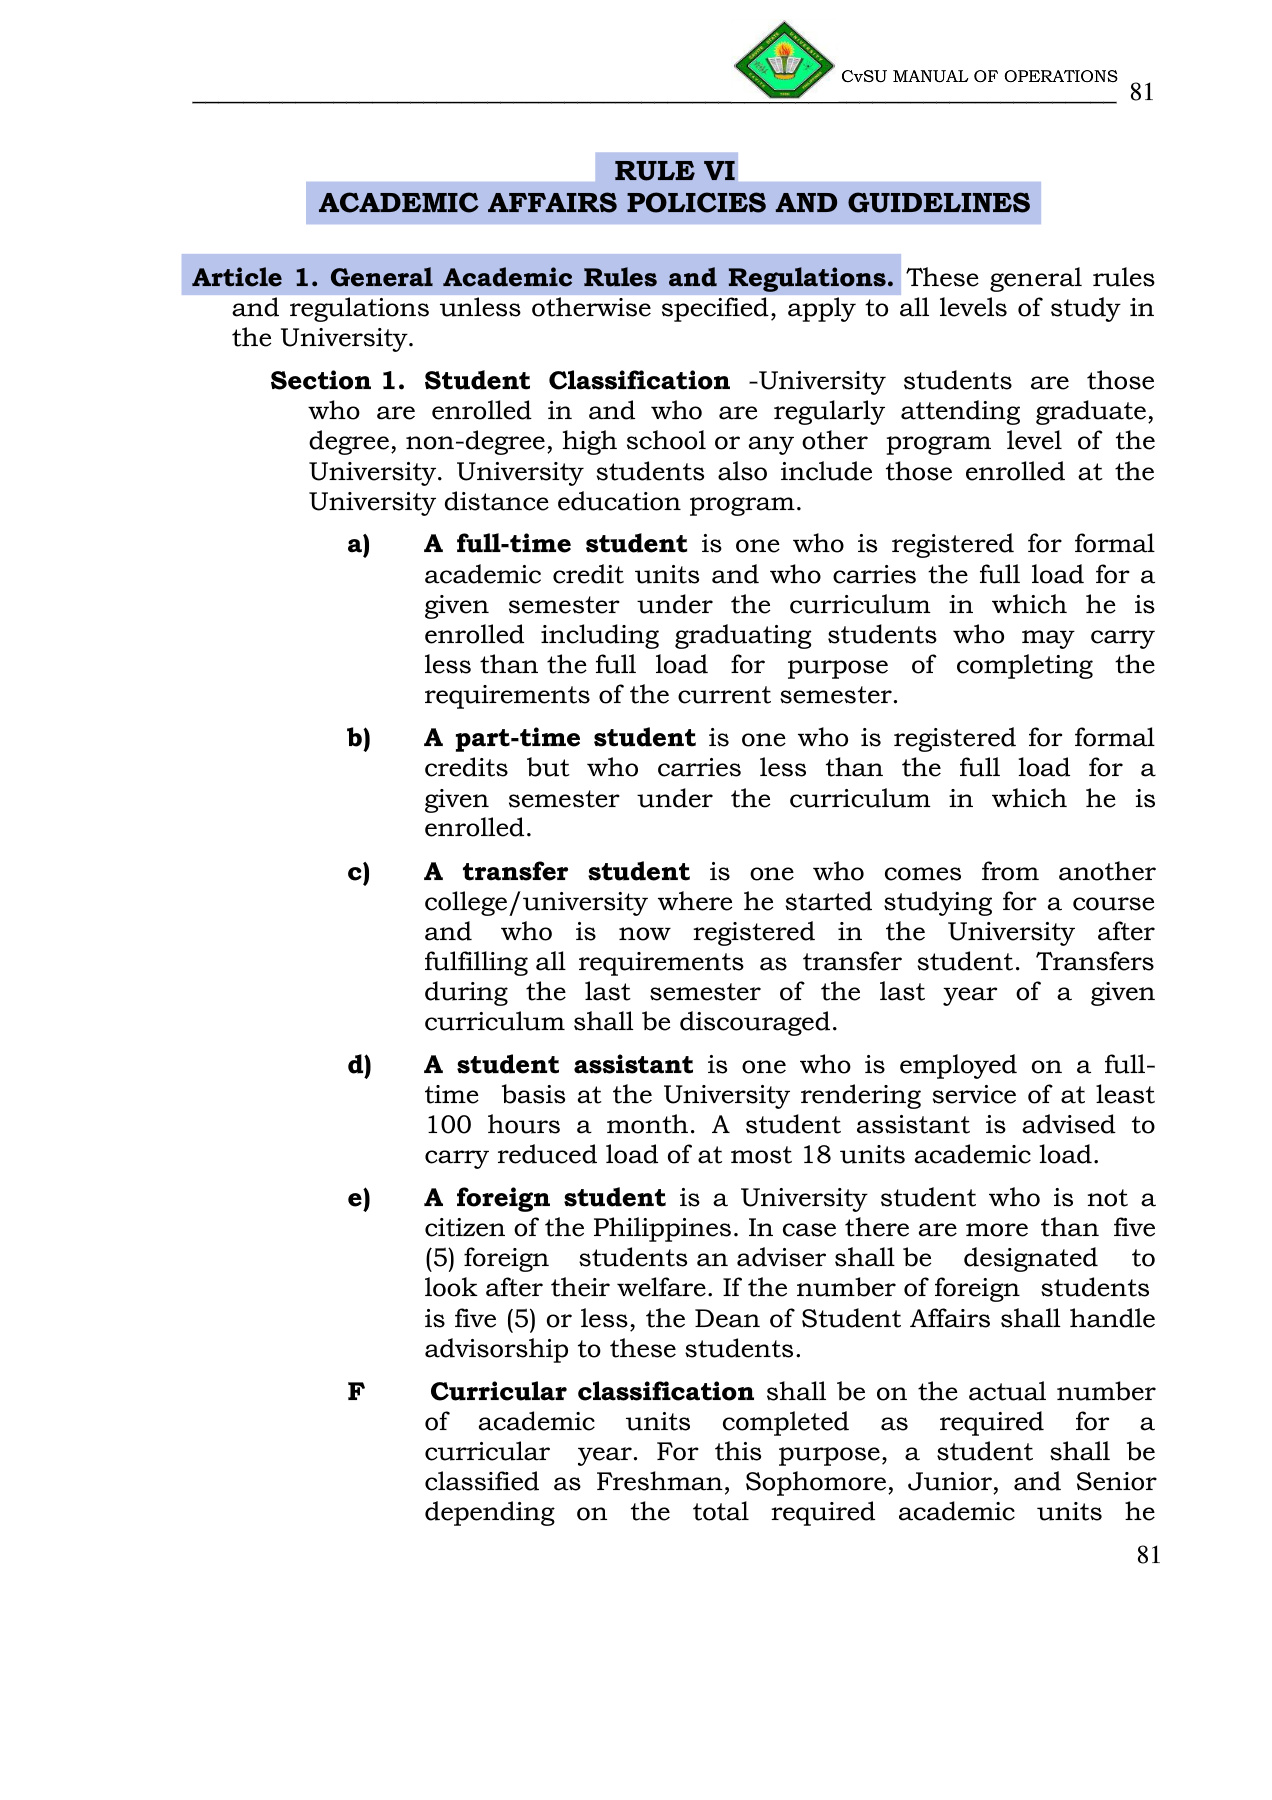 CvSU MANUAL OF OPERATIONS
81
RULE VI
ACADEMIC AFFAIRS POLICIES AND GUIDELINES
Article 1. General Academic Rules and Regulations. These general rules
and regulations unless otherwise specified, apply to all levels of study in
the University.
Section 1. Student Classification -University students are those
who are enrolled in and who are regularly attending graduate,
degree, non-degree, high school or any other program level of the
University. University students also include those enrolled at the
University distance education program.
a) A full-time student is one who is registered for formal
academic credit units and who carries the full load for a
given semester under the curriculum in which he is
enrolled including graduating students who may carry
less than the full load for purpose of completing the
requirements of the current semester.
b) A part-time student is one who is registered for formal
credits but who carries less than the full load for a
given semester under the curriculum in which he is
enrolled.
c) A transfer student is one who comes from another
college/university where he started studying for a course
and who is now registered in the University after
fulfilling all requirements as transfer student. Transfers
during the last semester of the last year of a given
curriculum shall be discouraged.
d) A student assistant is one who is employed on a full-
time basis at the University rendering service of at least
100 hours a month. A student assistant is advised to
carry reduced load of at most 18 units academic load.
e) A foreign student is a University student who is not a
citizen of the Philippines. In case there are more than five
(5) foreign students an adviser shall be designated to
look after their welfare. If the number of foreign students
is five (5) or less, the Dean of Student Affairs shall handle
advisorship to these students.
F Curricular classification shall be on the actual number
of academic units completed as required for a
curricular year. For this purpose, a student shall be
classified as Freshman, Sophomore, Junior, and Senior
depending on the total required academic units he
81